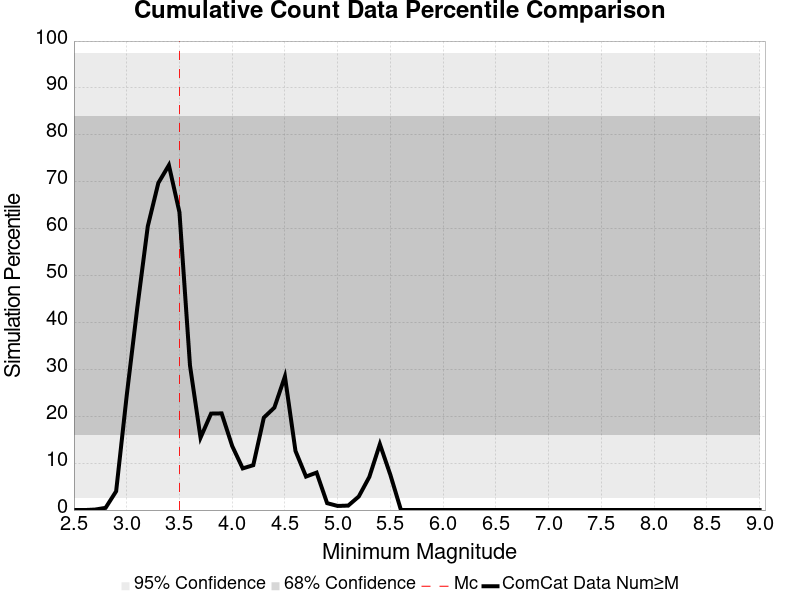 Cumulative Count Data Percentile Comparison
100
90
80
70
60
50
40
30
20
10
0
Simulation Percentile
2.5 3.0 3.5 4.0 4.5 5.0 5.5 6.0 6.5 7.0 7.5 8.0 8.5 9.0
Minimum Magnitude
95% Confidence 68% Confidence Mc ComCat Data Num≥M